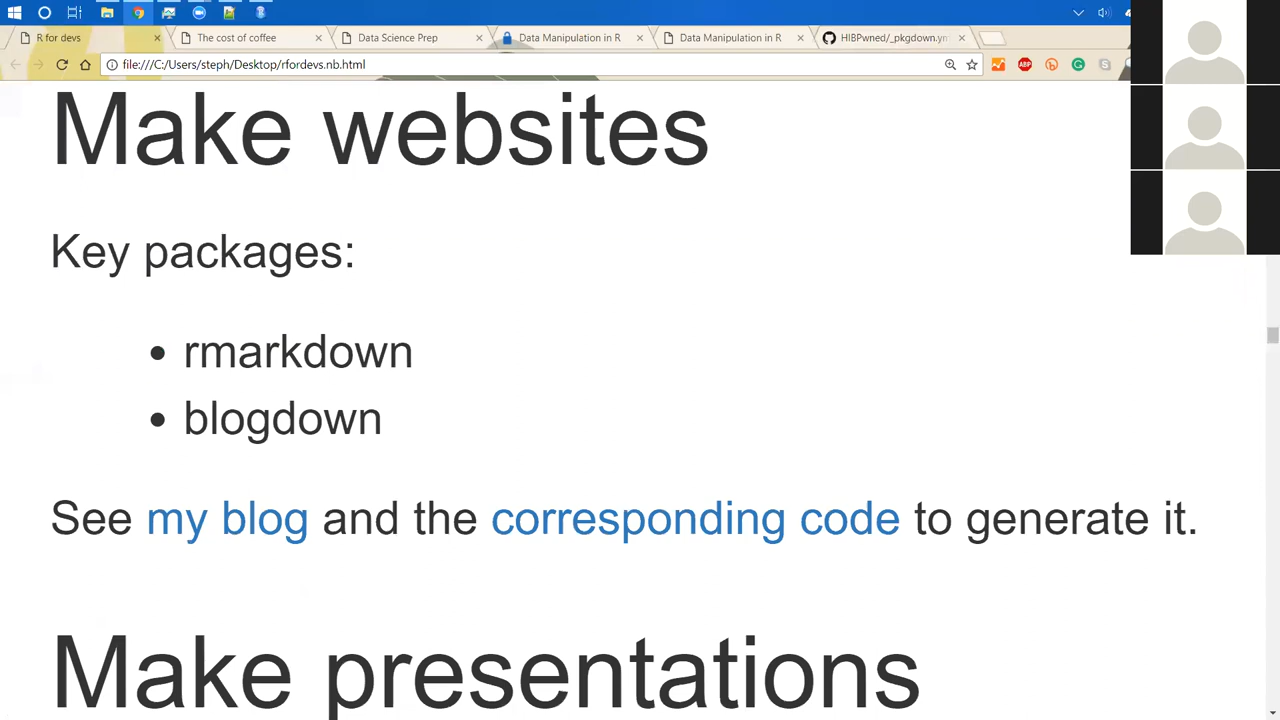 R for devs
The cost of coffee
Data Science Prep
Data Manipulation in R
Data Manipulation in R
HIBPwned/_pkgdown.ym
file:///C:/Users/steph/Desktop/rfordevs.nb.html
ABP
Make websites
Key packages:
• rmarkdown
• blogdown
See my blog and the corresponding code to generate it.
Make presentations